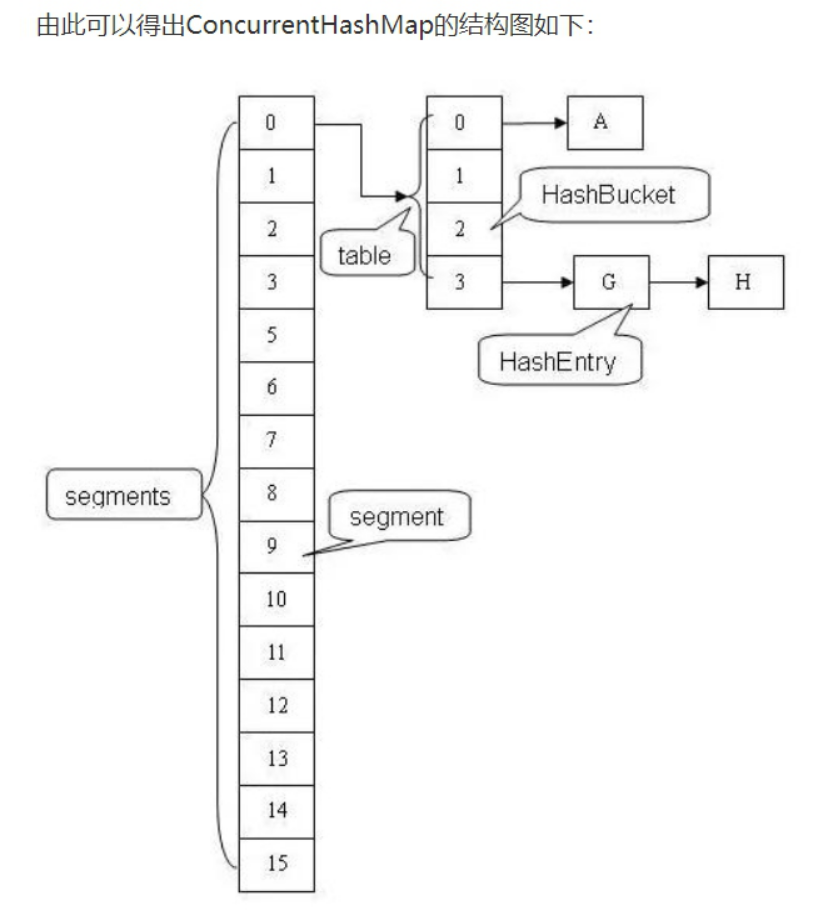 由此可以得出ConcurrentHashMap的结构图如下：
0
1
2
3
5
6
7
8
9
10
11
12
13
14
15
segments
segment
table
0
1
2
3
HashBucket
A
G
H
HashEntry